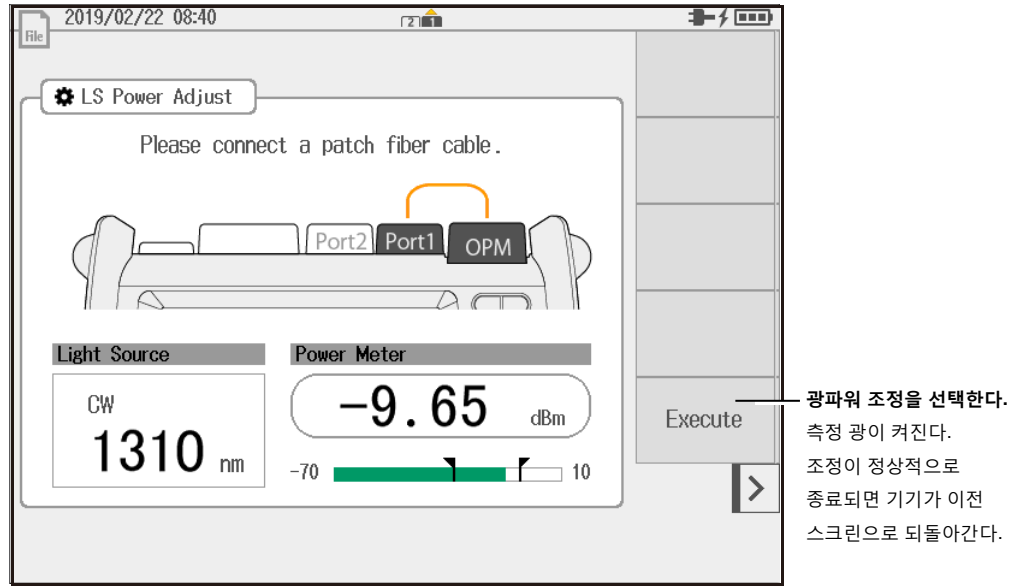 2019/02/22 08:40
2 1
File
LS Power Adjust
Please connect a patch fiber cable.
Port2 Port1 OPM
Light Source
Power Meter
CW
1310 nm
-9.65 dBm
-70
10
Execute
광파워 조정을 선택한다.
측정 광이 켜진다.
조정이 정상적으로
종료되면 기기가 이전
스크린으로 되돌아간다.